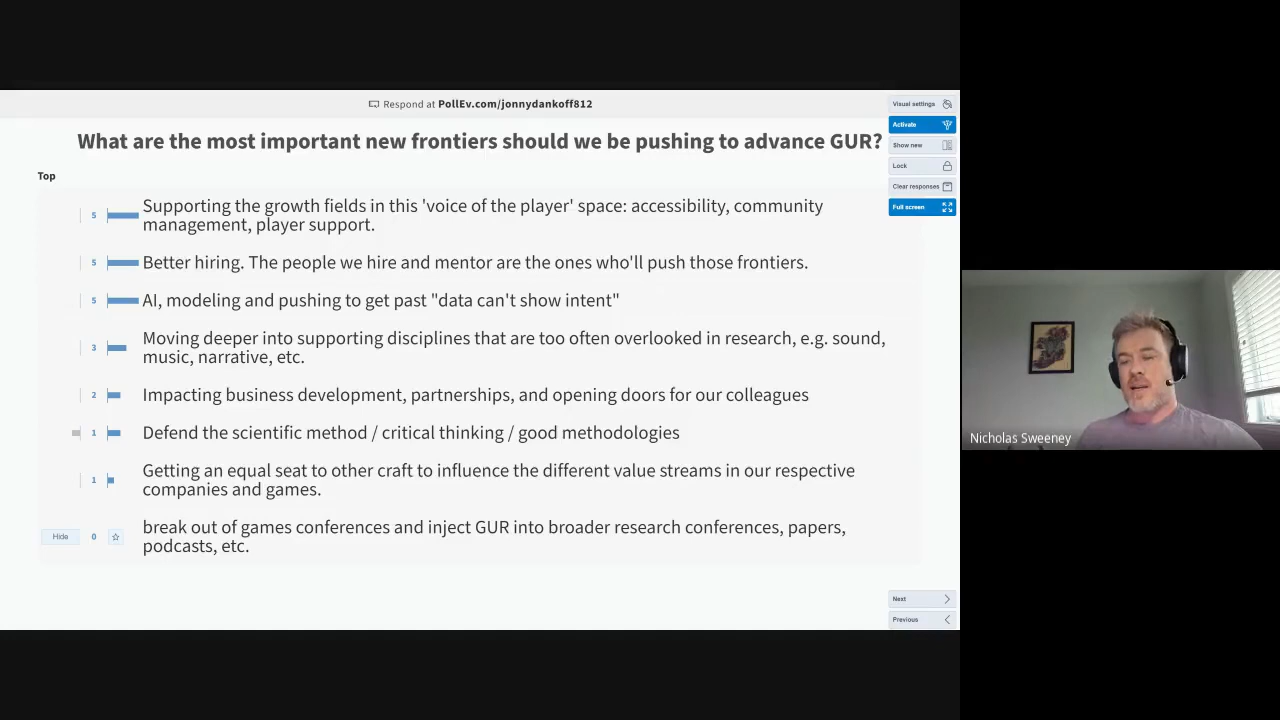 Respond at PollEv.com/jonnydankoff812
Visual settings
What are the most important new frontiers should we be pushing to advance GUR?
Activate
Show new
Lock
Clear responses
Full screen
Top
5 Supporting the growth fields in this 'voice of the player' space: accessibility, community
management, player support.
5 Better hiring. The people we hire and mentor are the ones who'll push those frontiers.
5 AI, modeling and pushing to get past "data can't show intent"
3 Moving deeper into supporting disciplines that are too often overlooked in research, e.g. sound,
music, narrative, etc.
2 Impacting business development, partnerships, and opening doors for our colleagues
1 Defend the scientific method / critical thinking / good methodologies
1 Getting an equal seat to other craft to influence the different value streams in our respective
companies and games.
Hide 0 break out of games conferences and inject GUR into broader research conferences, papers,
podcasts, etc.
Next
Previous
Nicholas Sweeney